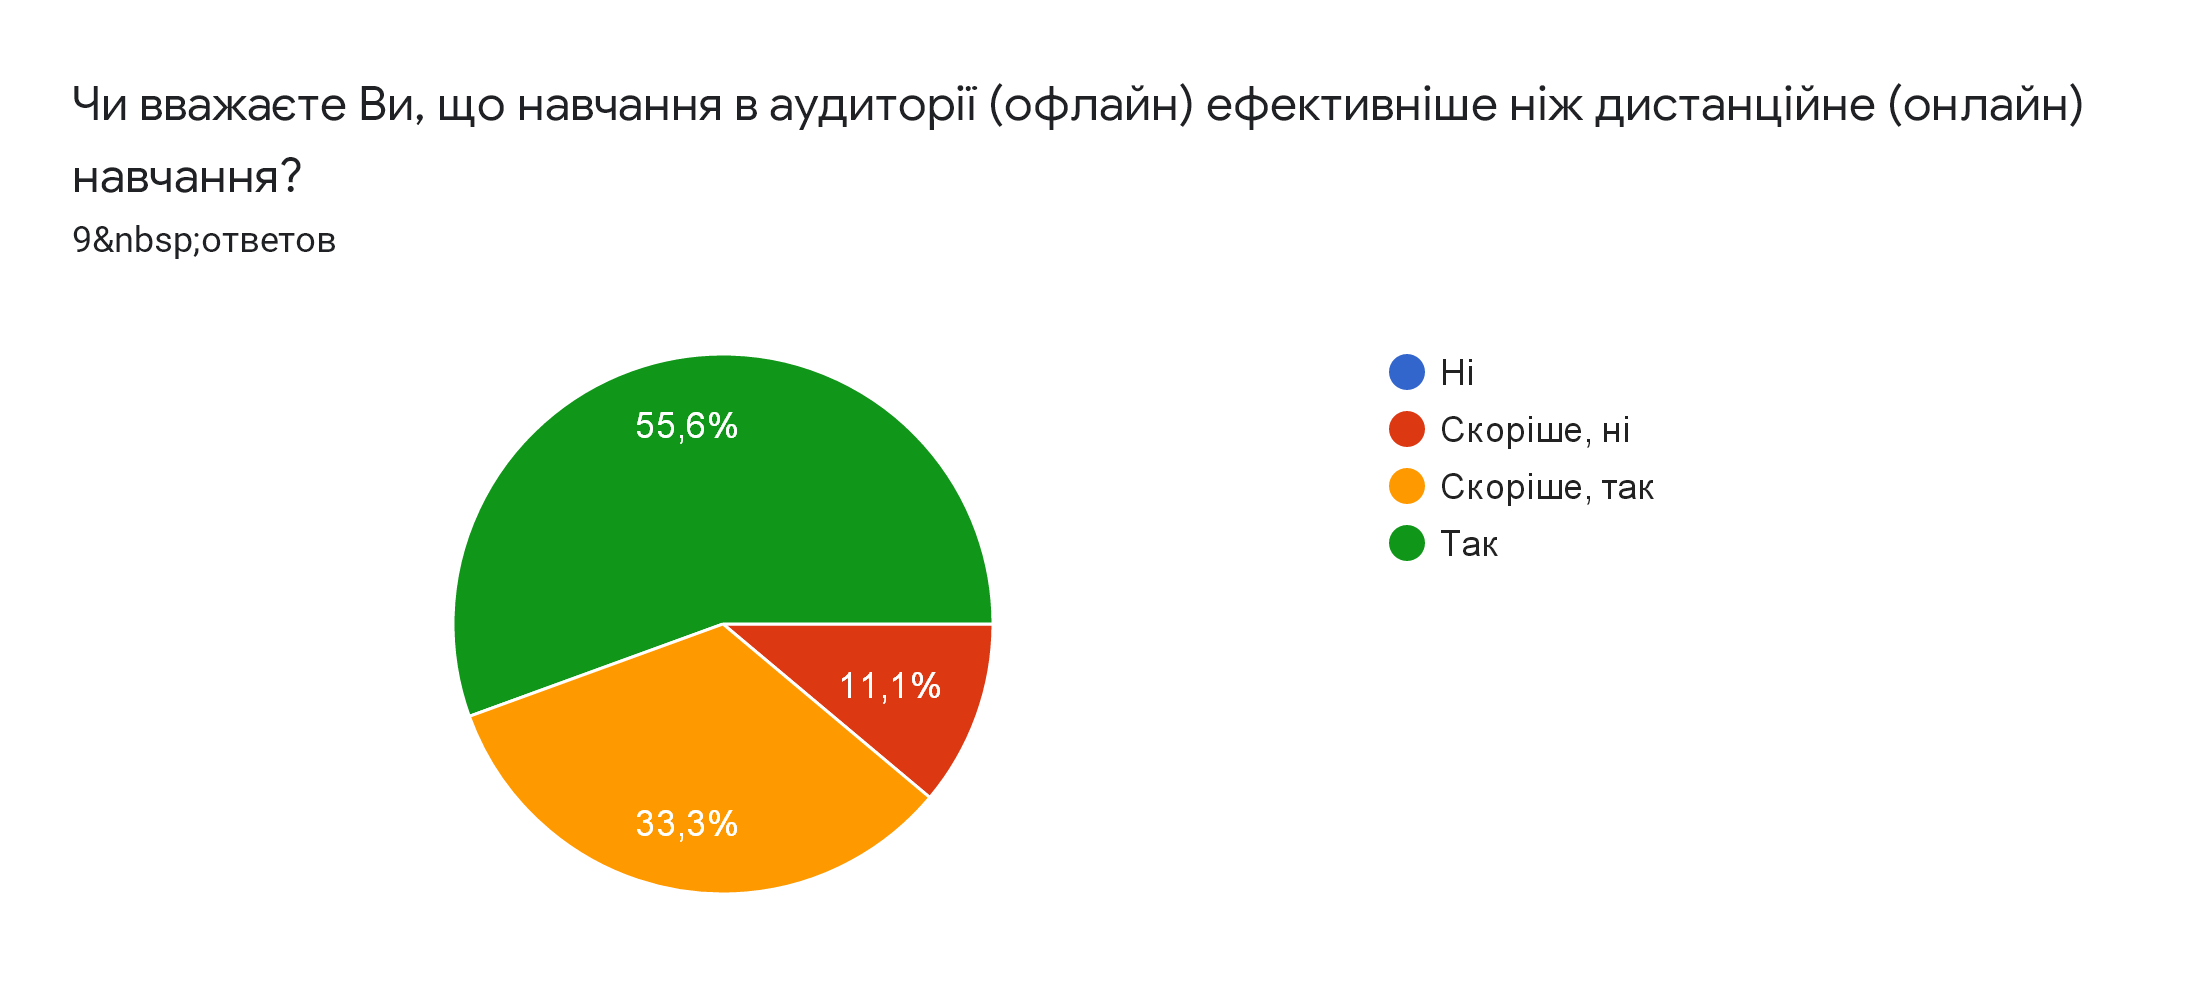 Чи вважаєте Ви, що навчання в аудиторії (офлайн) ефективніше ніж дистанційне (онлайн)
навчання?
9&nbsp;ответов
55,6%
11,1%
33,3%
Ні
Скоріше, ні
Скоріше, так
Так